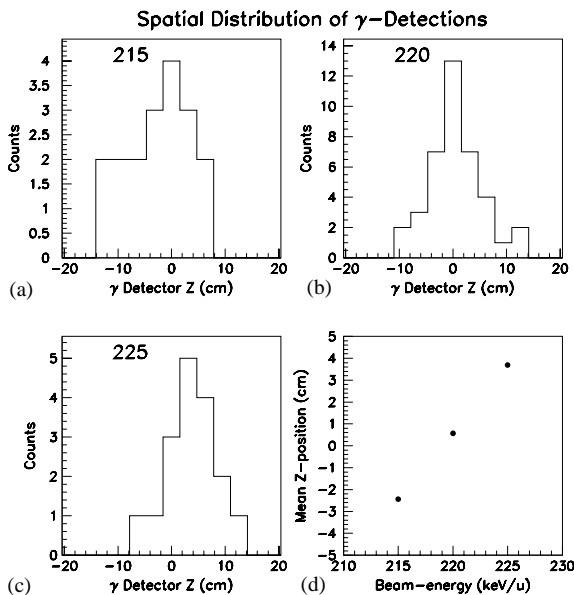 Spatial Distribution of γ-Detections
215
Counts
4
3.5
3
2.5
2
1.5
1
0.5
0
-20 -10 0 10 20
γ Detector Z (cm)
(a)
220
Counts
14
12
10
8
6
4
2
0
-20 -10 0 10 20
γ Detector Z (cm)
(b)
225
Counts
5
4
3
2
1
0
-20 -10 0 10 20
γ Detector Z (cm)
(c)
Mean Z-position (cm)
5
4
3
2
1
0
-1
-2
-3
-4
-5
210 215 220 225 230
Beam-energy (keV/u)
(d)